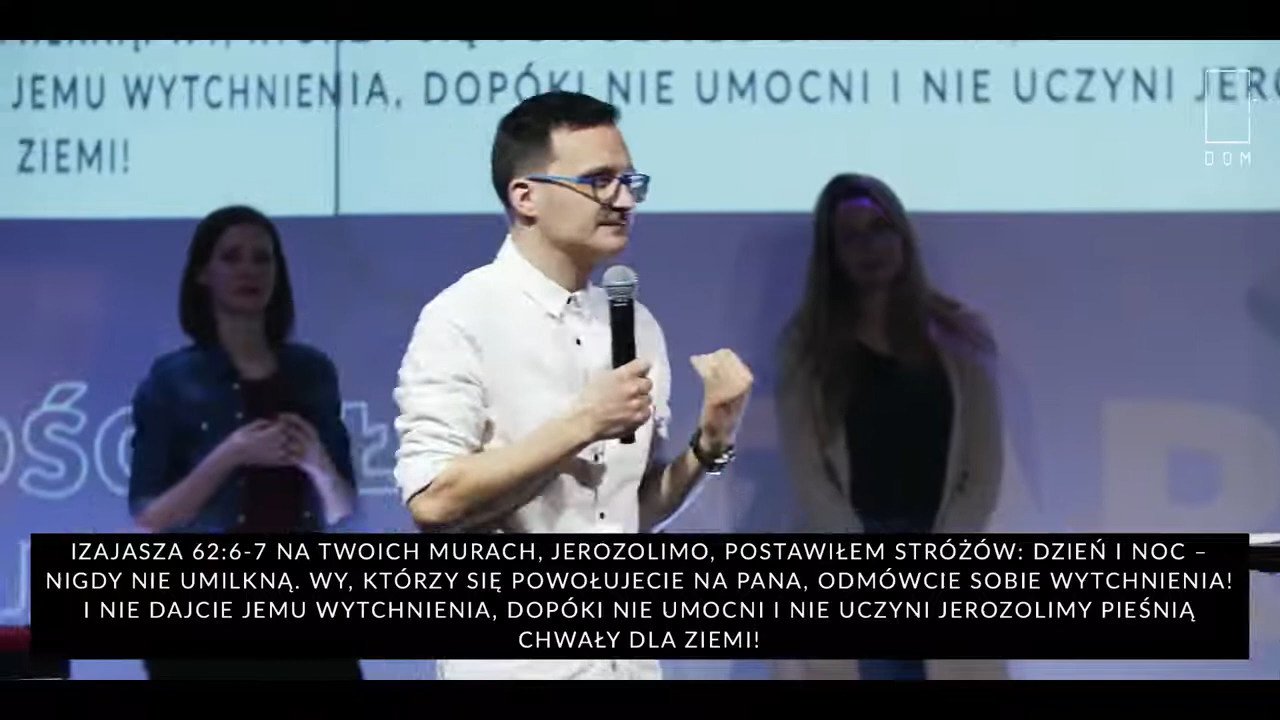 JEMU WYTCHNIENIA, DOPÓKI NIE UMOCNI I NIE UCZYNI
ZIEMI!
DOM
IZAJASZA 62:6-7 NA TWOICH MURACH, JEROZOLIMO, POSTAWIŁEM STRÓŻÓW: DZIEŃ I NOC –
NIGDY NIE UMILKNĄ. WY, KTÓRZY SIĘ POWOŁUJECIE NA PANA, ODMÓWCIE SOBIE WYTCHNIENIA!
I NIE DAJCIE JEMU WYTCHNIENIA, DOPÓKI NIE UMOCNI I NIE UCZYNI JEROZOLIMY PIEŚNIĄ
CHWAŁY DLA ZIEMI!